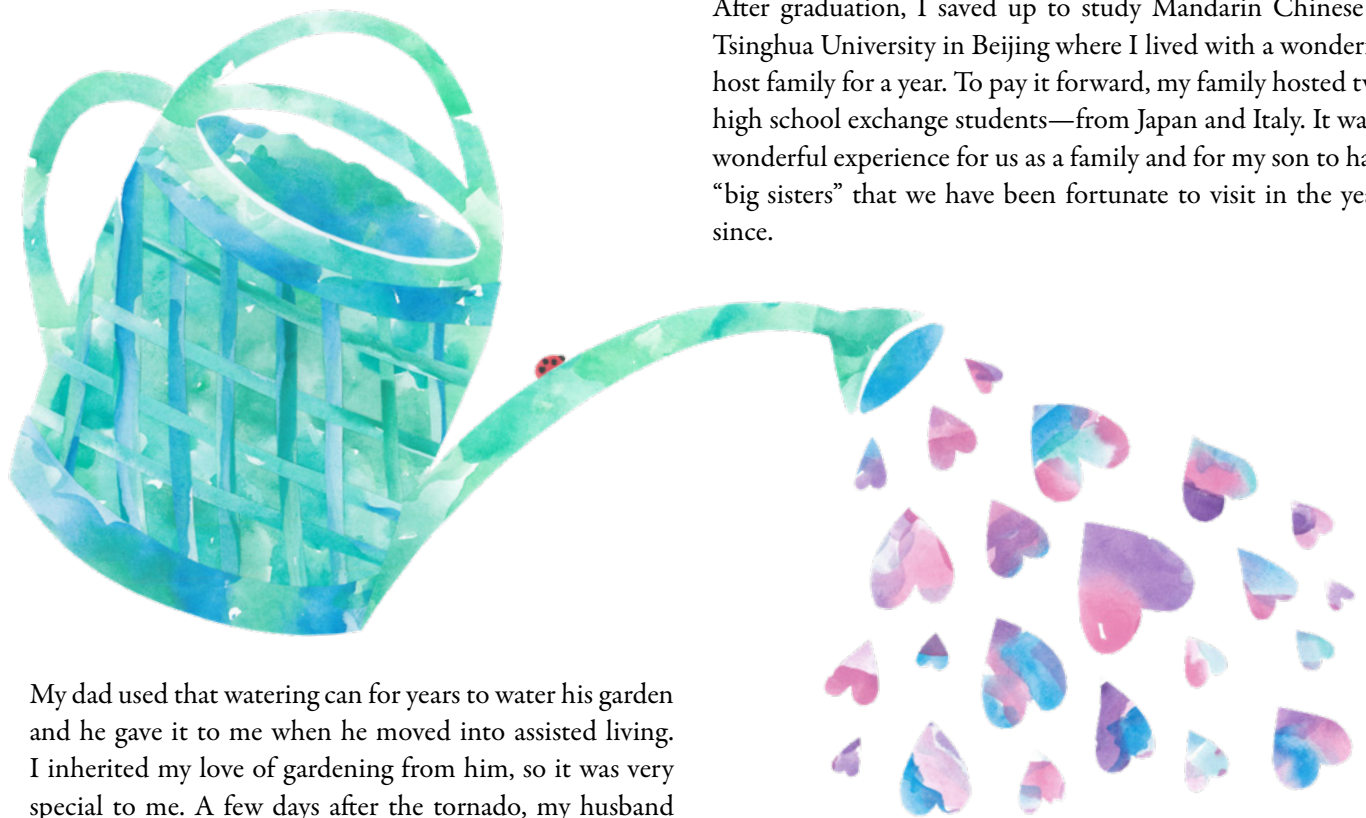 My dad used that watering can for years to water his garden
and he gave it to me when he moved into assisted living.
I inherited my love of gardening from him, so it was very
special to me. A few days after the tornado, my husband
After graduation, I saved up to study Mandarin Chinese
Tsinghua University in Beijing where I lived with a
host family for a year. To pay it forward, my family hosted
high school exchange students—from Japan and Italy. It
wonderful experience for us as a family and for my son to
“big sisters” that we have been fortunate to visit in the
since.